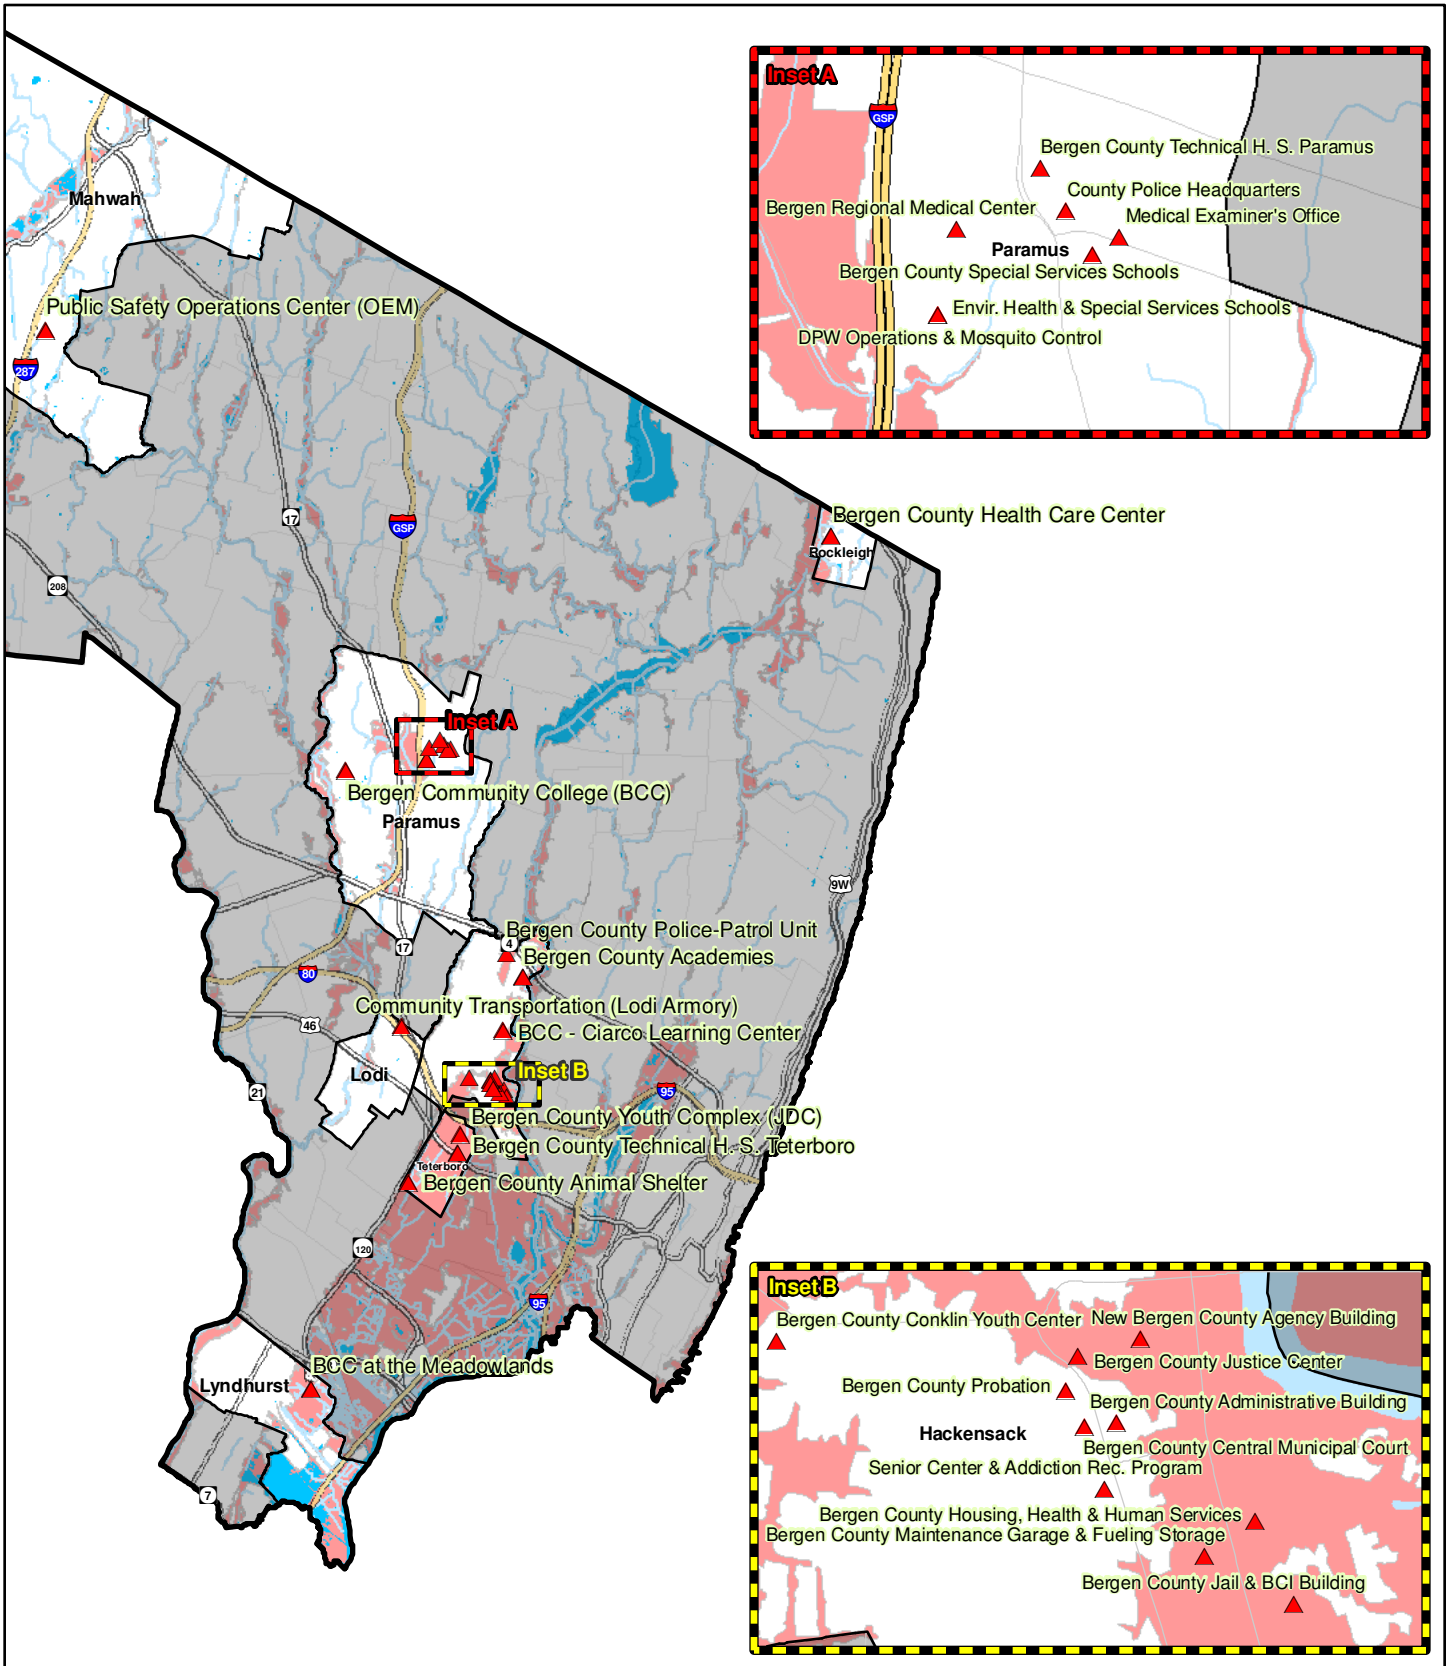 Inset A
GSP
Bergen County Technical H. S. Paramus
County Police Headquarters
Bergen Regional Medical Center
Medical Examiner's Office
Paramus
Bergen County Special Services Schools
Envir. Health & Special Services Schools
DPW Operations & Mosquito Control
Mahwah
Public Safety Operations Center (OEM)
287
17
GSP
Bergen County Health Care Center
Rockleigh
208
Inset A
Bergen Community College (BCC)
Paramus
9W
Bergen County Police-Patrol Unit
17
4
Bergen County Academies
80
Community Transportation (Lodi Armory)
46
BCC - Ciarco Learning Center
Lodi
Inset B
21
95
Bergen County Youth Complex (JDC)
Bergen County Technical H. S. Teterboro
Teterboro
Bergen County Animal Shelter
120
95
BCC at the Meadowlands
Lyndhurst
7
Inset B
Bergen County Conklin Youth Center
New Bergen County Agency Building
Bergen County Justice Center
Bergen County Probation
Bergen County Administrative Building
Hackensack
Bergen County Central Municipal Court
Senior Center & Addiction Rec. Program
Bergen County Housing, Health & Human Services
Bergen County Maintenance Garage & Fueling Storage
Bergen County Jail & BCI Building